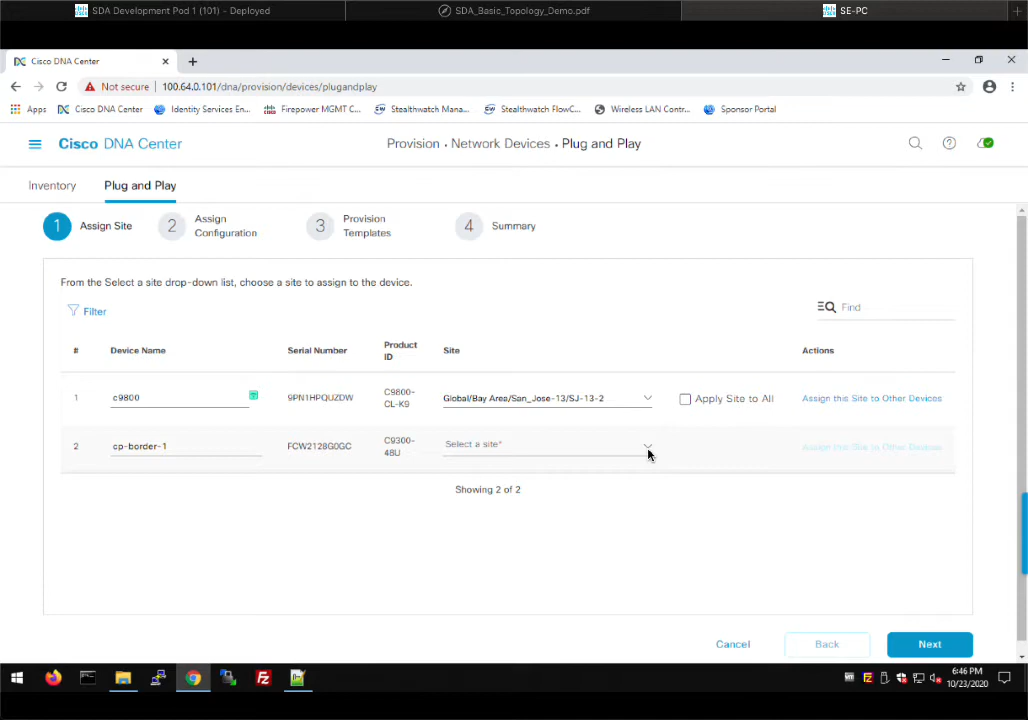 SDA Development Pod 1 (101) - Deployed
SDA_Basic_Topology_Demo.pdf
SE-PC
Cisco DNA Center
Not secure | 100.64.0.101/dna/provision/devices/plugandplay
Apps Cisco DNA Center Identity Services En... Firepower MGMT C... Stealthwatch Mana... Stealthwatch FlowC... Wireless LAN Contr... Sponsor Portal
Cisco DNA Center
Provision · Network Devices · Plug and Play
Inventory Plug and Play
1 Assign Site
2 Assign
Configuration
3 Provision
Templates
4 Summary
From the Select a site drop-down list, choose a site to assign to the device.
Filter
Find
# Device Name Serial Number Product
ID Site Actions
1 c9800 9PN1HPQUZDW C9800-
CL-K9 Global/Bay Area/San_Jose-13/SJ-13-2 Apply Site to All Assign this Site to Other Devices
2 cp-border-1 FCW2128G0GC C9300-
48U Select a site* Assign this Site to Other Devices
Showing 2 of 2
Cancel Back Next
6:46 PM
10/23/2020